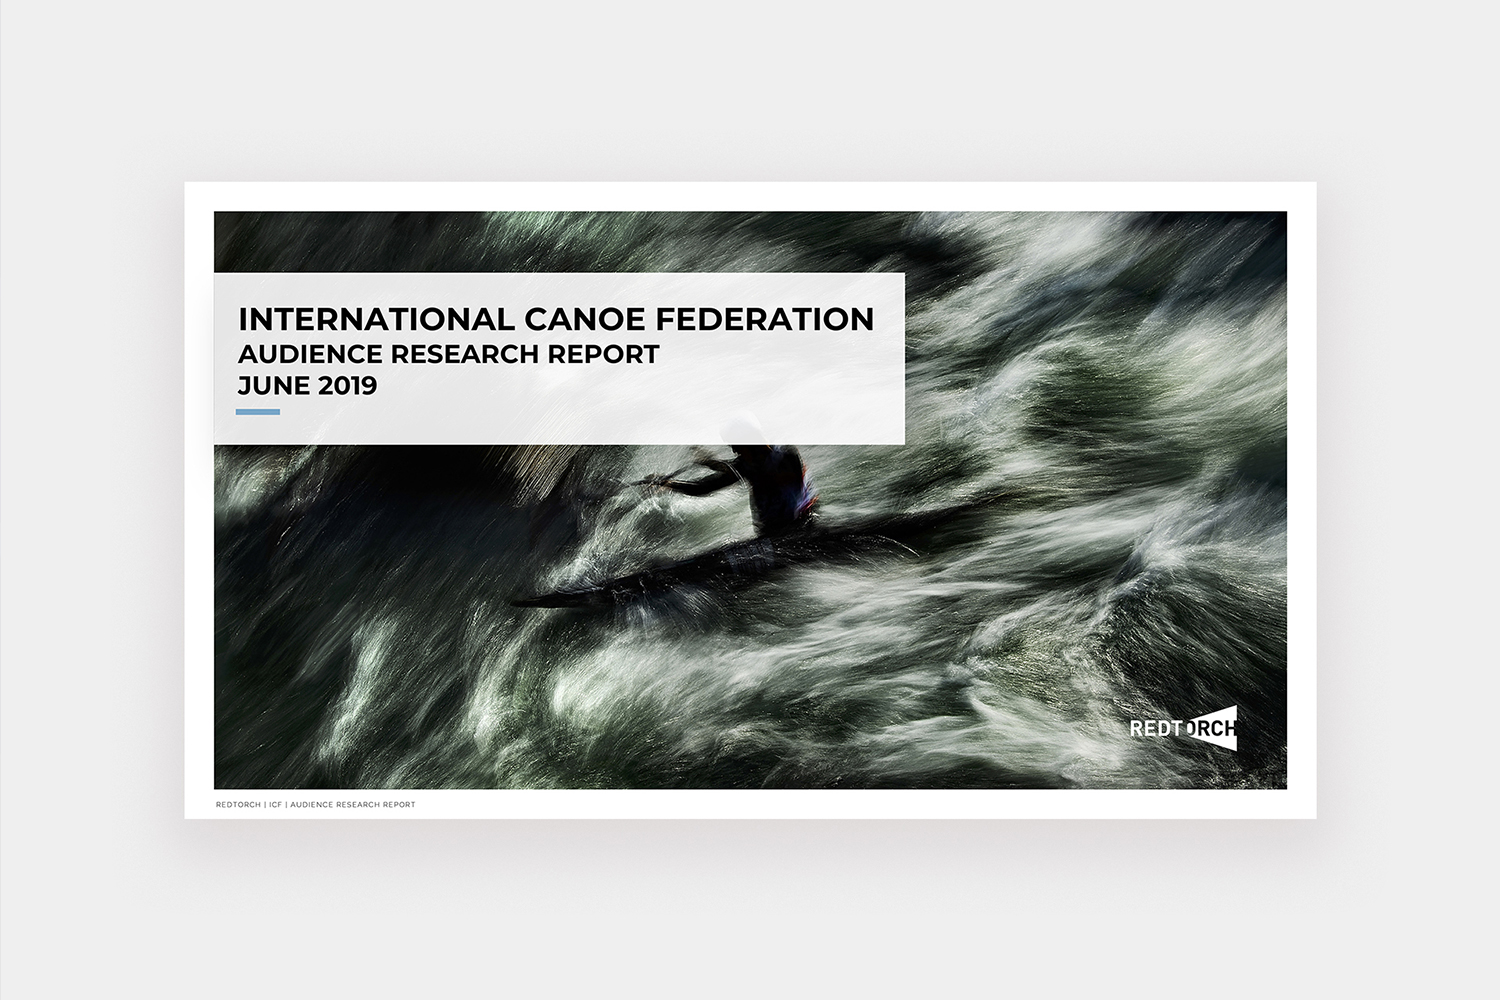 INTERNATIONAL CANOE FEDERATION
AUDIENCE RESEARCH REPORT
JUNE 2019
REDTORCH
REDTORCH | ICF | AUDIENCE RESEARCH REPORT